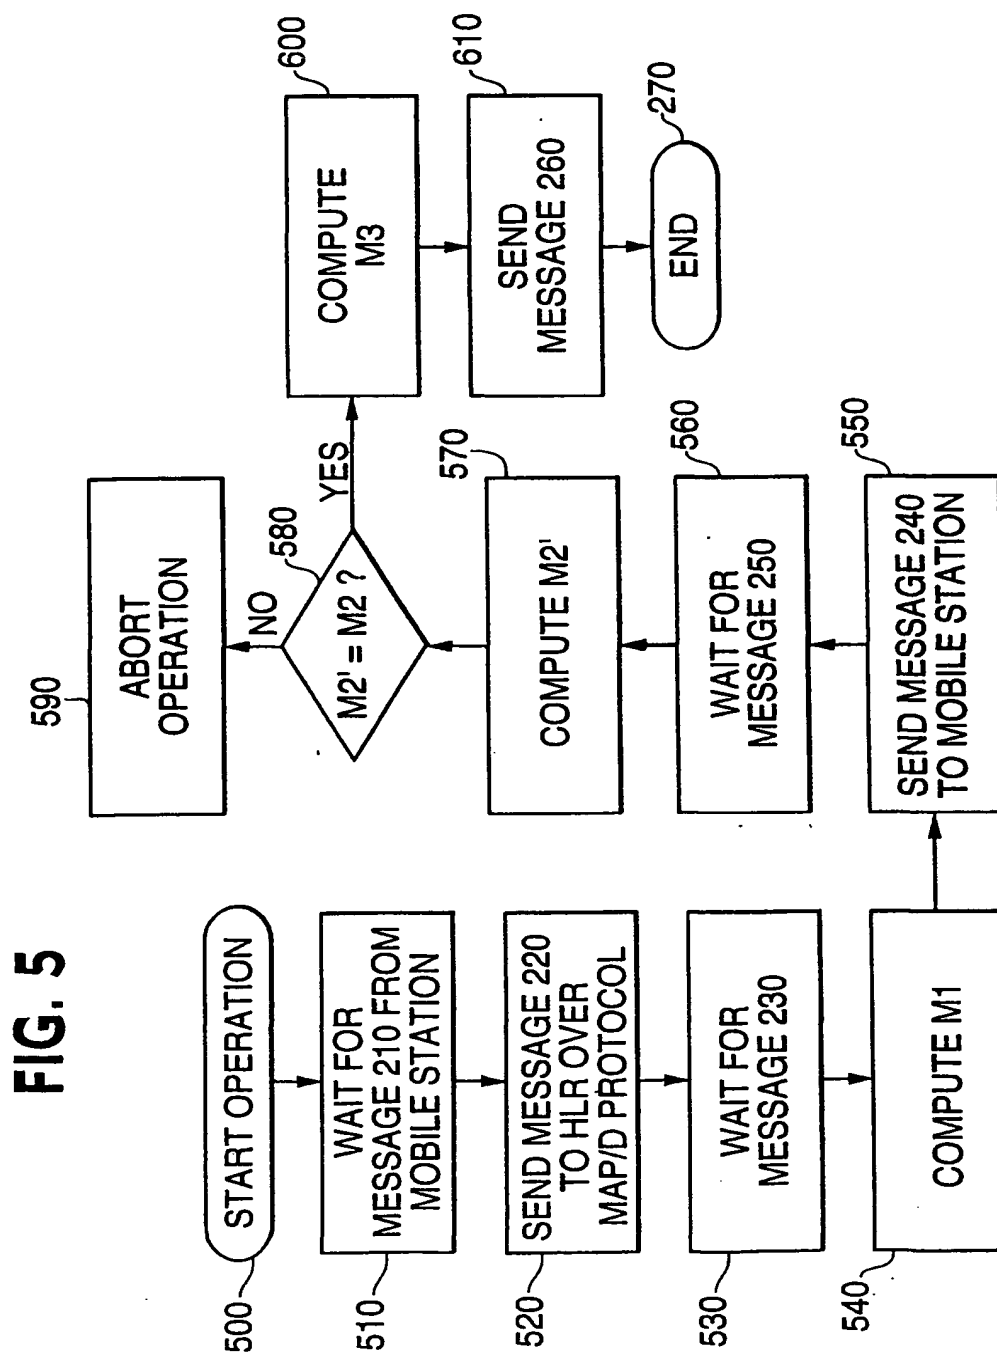 FIG. 5
500
START OPERATION
510
WAIT FOR
MESSAGE 210 FROM
MOBILE STATION
520
SEND MESSAGE 220
TO HLR OVER
MAP/D PROTOCOL
530
WAIT FOR
MESSAGE 230
540
COMPUTE M1
550
SEND MESSAGE 240
TO MOBILE STATION
560
WAIT FOR
MESSAGE 250
570
COMPUTE M2'
580
M2' = M2 ?
NO
YES
590
ABORT
OPERATION
600
COMPUTE
M3
610
SEND
MESSAGE 260
270
END